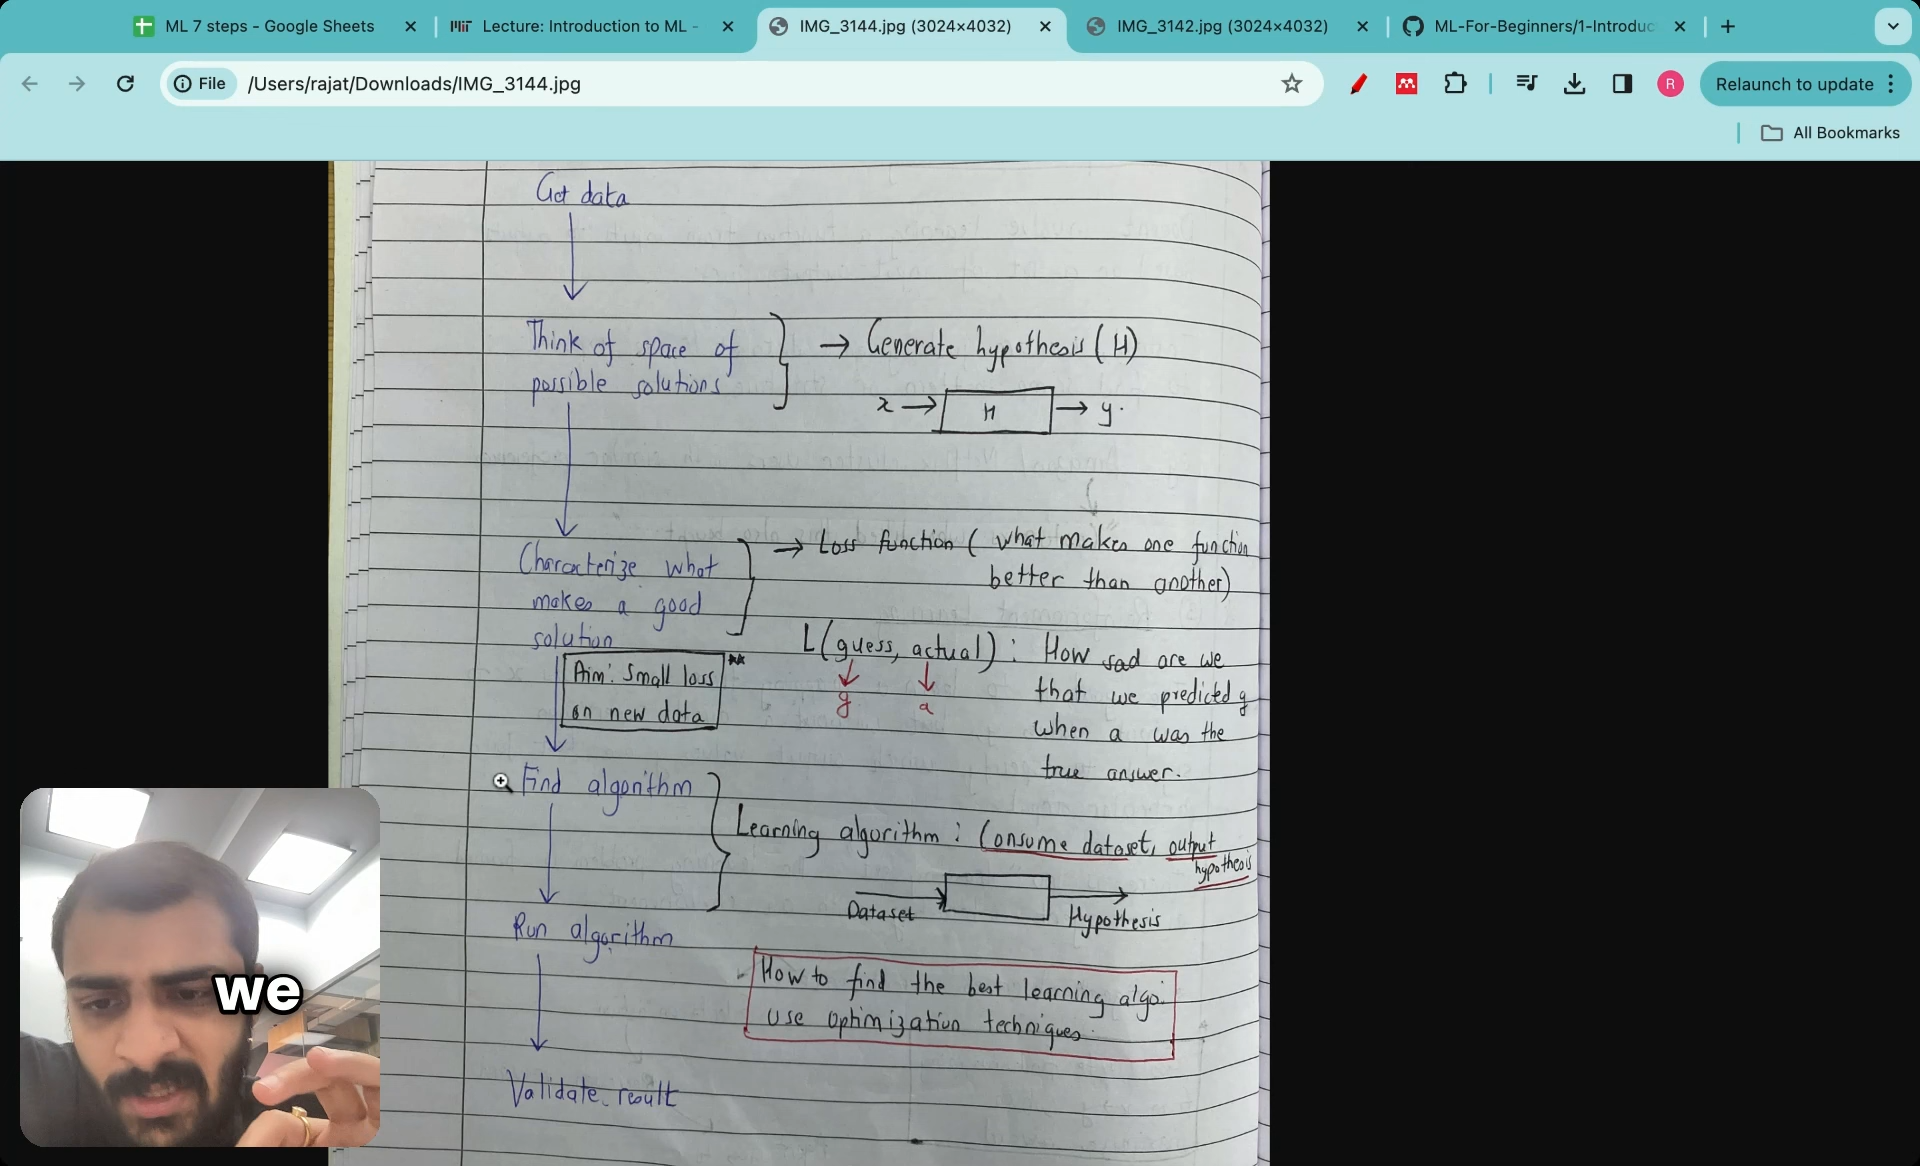 ML 7 steps - Google Sheets
MIT Lecture: Introduction to ML -
IMG_3144.jpg (3024×4032)
IMG_3142.jpg (3024×4032)
ML-For-Beginners/1-Introduc
File /Users/rajat/Downloads/IMG_3144.jpg
R
Relaunch to update
All Bookmarks
Get data
Think of space of
possible solutions
→ Generate hypothesis (H)
x → H → y.
Characterize what
makes a good
solution
→ Loss function ( what makes one function
better than another)
L(guess, actual) : How sad are we
that we predicted g
when a was the
true answer.
g a
Aim: Small loss
on new data
**
Find algorithm
Learning algorithm : Consume dataset, output
hypothesis
Dataset
Hypothesis
Run algorithm
How to find the best learning algo.
use optimization techniques.
Validate result
we